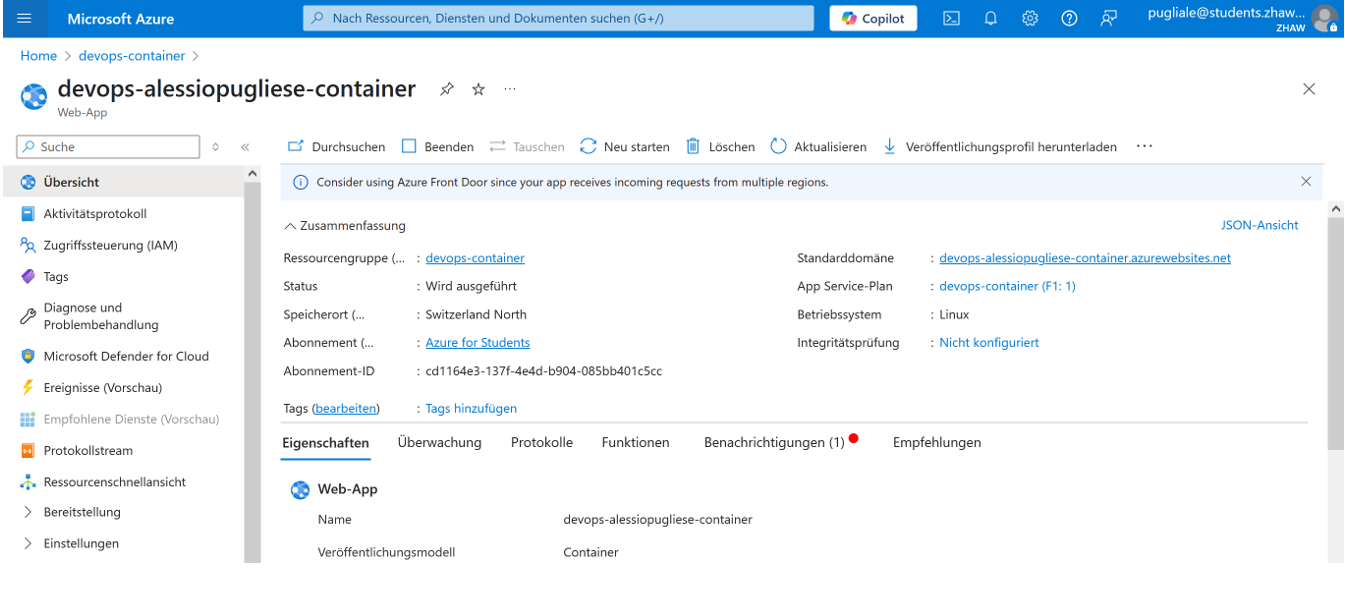 Microsoft Azure
Nach Ressourcen, Diensten und Dokumenten suchen (G+/)
Copilot
pugliale@students.zhaw...
ZHAW
Home > devops-container >
devops-alessiopugliese-container
Web-App
Suche
Durchsuchen Beenden Tauschen Neu starten Löschen Aktualisieren Veröffentlichungsprofil herunterladen ...
Übersicht
Aktivitätsprotokoll
Zugriffssteuerung (IAM)
Tags
Diagnose und
Problembehandlung
Microsoft Defender for Cloud
Ereignisse (Vorschau)
Empfohlene Dienste (Vorschau)
Protokollstream
Ressourcenschnellansicht
Bereitstellung
Einstellungen
Consider using Azure Front Door since your app receives incoming requests from multiple regions.
Zusammenfassung
JSON-Ansicht
Ressourcengruppe (... : devops-container
Status : Wird ausgeführt
Speicherort (... : Switzerland North
Abonnement (... : Azure for Students
Abonnement-ID : cd1164e3-137f-4e4d-b904-085bb401c5cc
Standarddomäne : devops-alessiopugliese-container.azurewebsites.net
App Service-Plan : devops-container (F1: 1)
Betriebssystem : Linux
Integritätsprüfung : Nicht konfiguriert
Tags (bearbeiten) : Tags hinzufügen
Eigenschaften Überwachung Protokolle Funktionen Benachrichtigungen (1) Empfehlungen
Web-App
Name devops-alessiopugliese-container
Veröffentlichungsmodell Container